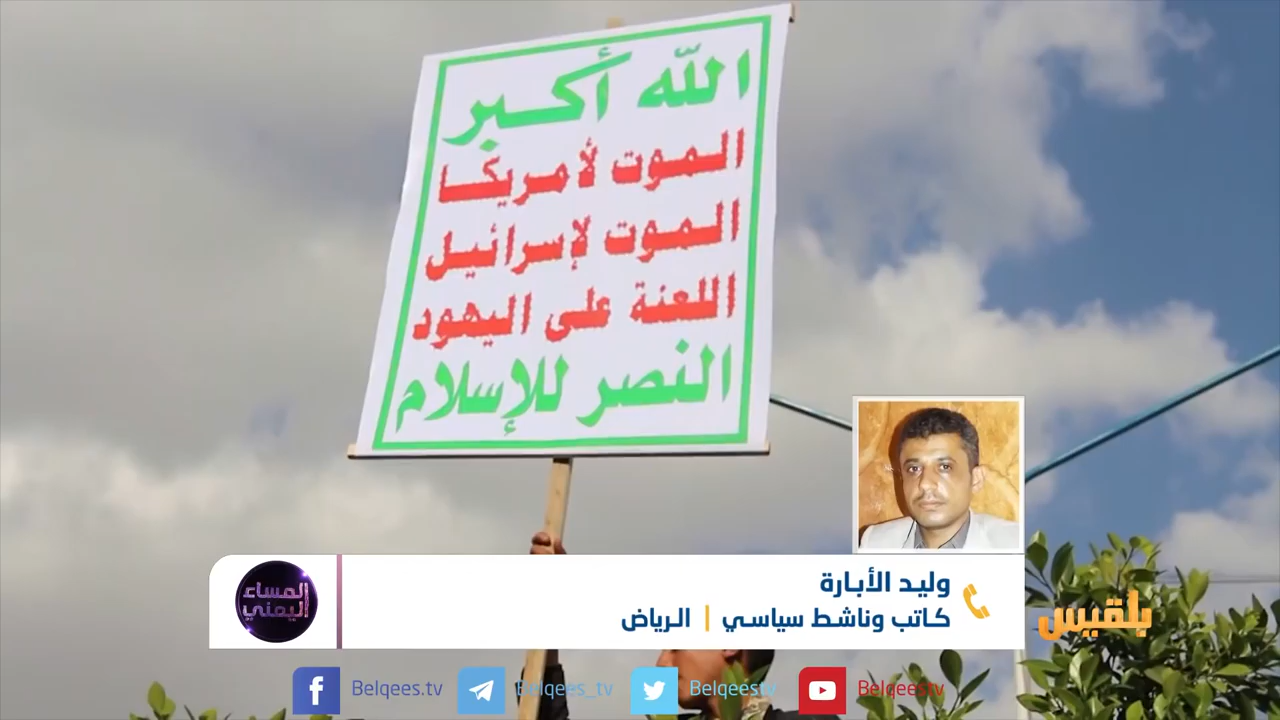 الله أكبر
الموت لأمريكا
الموت لإسرائيل
اللعنة على اليهود
النصر للإسلام
وليد الأبارة
كاتب وناشط سياسي | الرياض
المساء اليمني
بلقيس
Belqees.tv
Belqees_tv
Belqeestv
Belqeestv